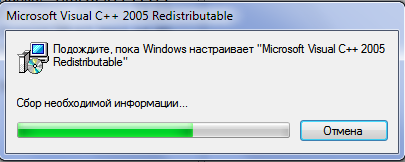 Microsoft Visual C++ 2005 Redistributable
Подождите, пока Windows настраивает "Microsoft Visual C++ 2005
Redistributable"
Сбор необходимой информации...
Отмена